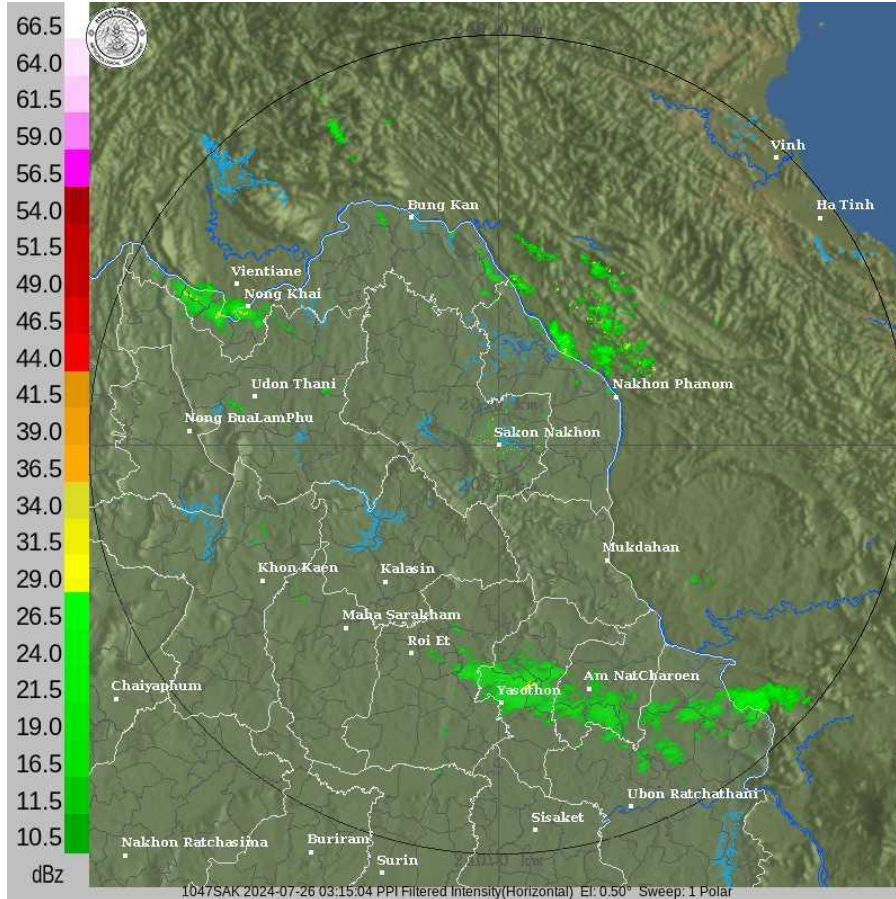 66.5
64.0
61.5
59.0
56.5
54.0
51.5
49.0
46.5
44.0
41.5
39.0
36.5
34.0
31.5
29.0
26.5
24.0
21.5
19.0
16.5
11.5
10.5
dBz
Vinh
Bung Kan
Ha Tinh
Vientiane
Nong Khai
Udon Thani
Nakhon Phanom
Nong BuaLamPhu
Sakon Nakhon
Mukdahan
Khon Kaen
Kalasin
Maha Sarakham
Roi Et
Am NatCharoen
Chaiyaphum
Yasothon
Ubon Ratchathani
Sisaket
Nakhon Ratchasima
Buriram
Surin
1047SAK 2024-07-26 03:15:04 PPI Filtered Intensity(Horizontal) El: 0.50° Sweep: 1 Polar